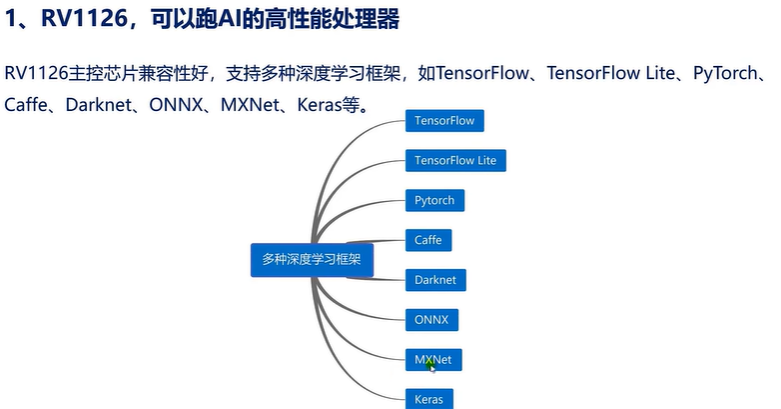 1、RV1126，可以跑AI的高性能处理器
RV1126主控芯片兼容性好，支持多种深度学习框架，如TensorFlow、TensorFlow Lite、PyTorch、
Caffe、Darknet、ONNX、MXNet、Keras等。
TensorFlow
TensorFlow Lite
Pytorch
Caffe
多种深度学习框架
Darknet
ONNX
MXNet
Keras